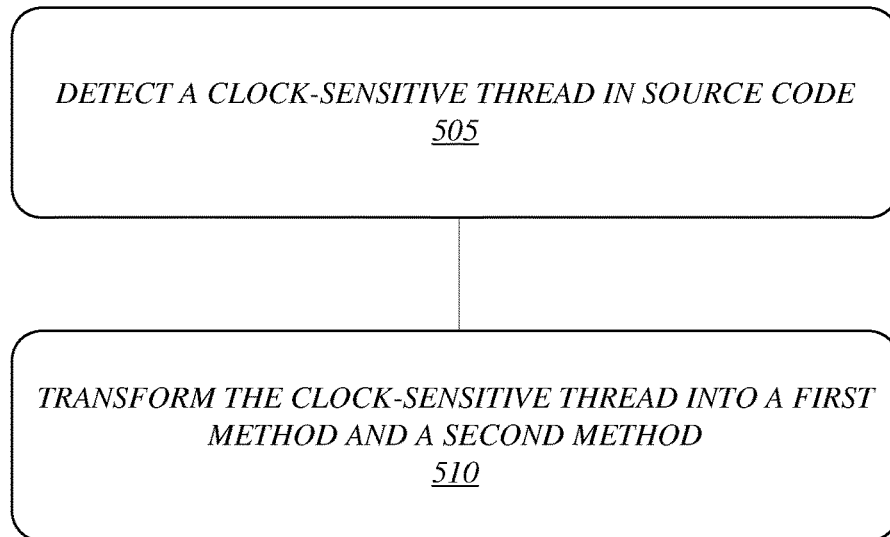 DETECT A CLOCK-SENSITIVE THREAD IN SOURCE CODE
505
TRANSFORM THE CLOCK-SENSITIVE THREAD INTO A FIRST
METHOD AND A SECOND METHOD
510